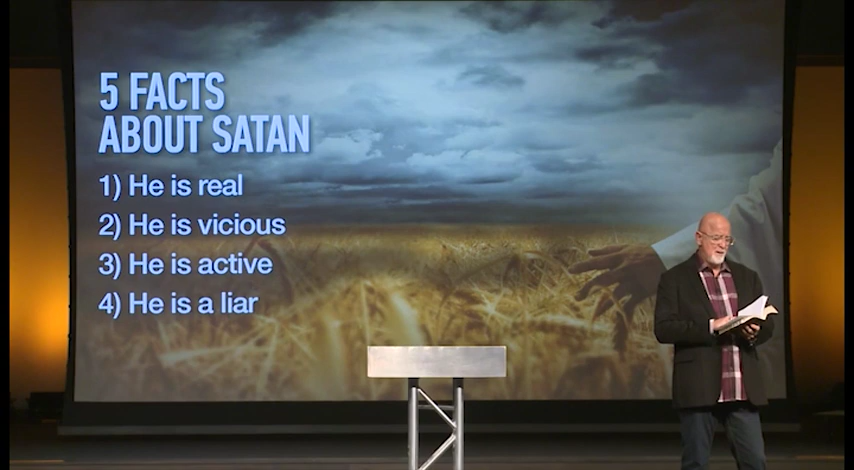 5 FACTS
ABOUT SATAN
1) He is real
2) He is vicious
3) He is active
4) He is a liar